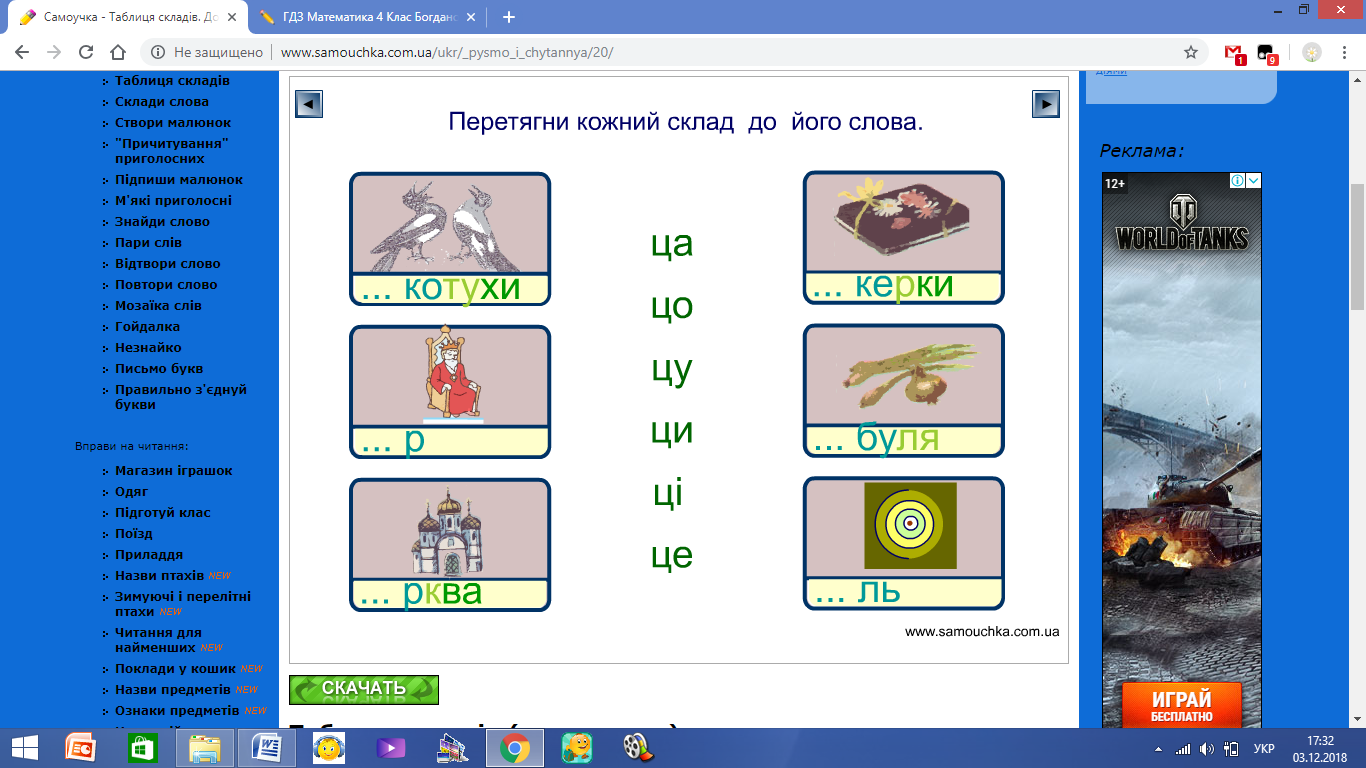 Самоучка - Таблиця складів. До
ГДЗ Математика 4 Клас Богдано
Не защищено
www.samouchka.com.ua/ukr/_pysmo_i_chytannya/20/
1
9
Таблиця складів
Склади слова
Створи малюнок
"Причитування" приголосних
Підпиши малюнок
М'які приголосні
Знайди слово
Пари слів
Відтвори слово
Повтори слово
Мозаїка слів
Гойдалка
Незнайко
Письмо букв
Правильно з'єднуй букви
Вправи на читання:
Магазин іграшок
Одяг
Підготуй клас
Поїзд
Приладдя
Назви птахів NEW
Зимуючі і перелітні птахи NEW
Читання для найменших NEW
Поклади у кошик NEW
Назви предметів NEW
Ознаки предметів NEW
Перетягни кожний склад до його слова.
... котухи
... р
... рква
ца
цо
цу
ци
ці
це
... керки
... буля
... ль
www.samouchka.com.ua
СКАЧАТЬ
діями
Реклама:
12+
WORLD OF TANKS
ИГРАЙ
БЕСПЛАТНО
УКР
17:32
03.12.2018